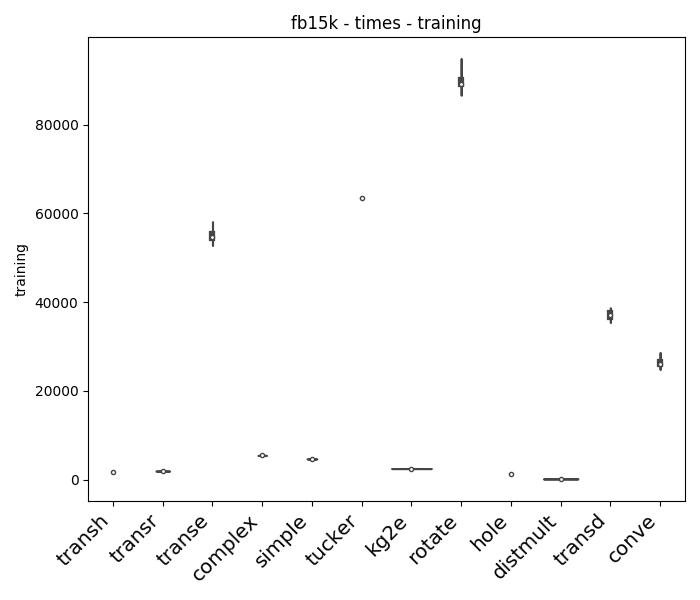 fb15k - times - training
80000
60000
40000
20000
0
training
transh
transr
transe
complex
simple
tucker
kg2e
rotate
hole
distmult
transd
conve